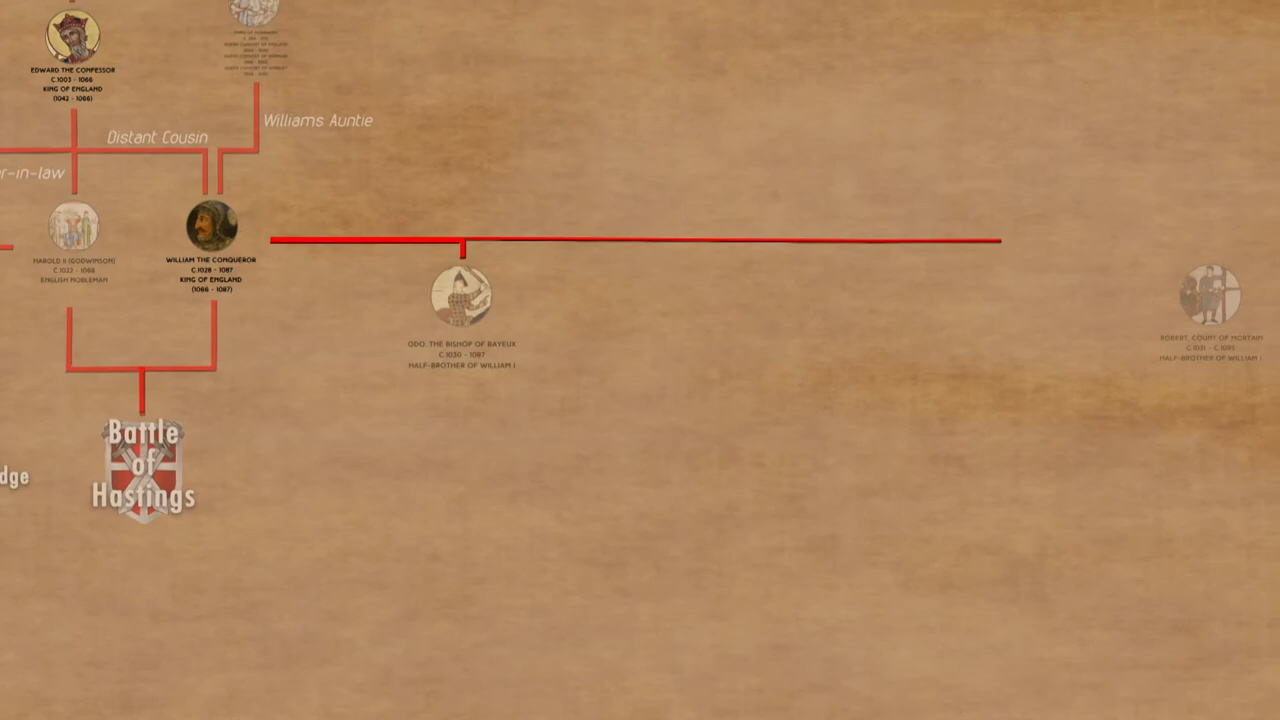 EDWARD THE CONFESSOR
C.1003 - 1066
KING OF ENGLAND
(1042 - 1066)
Williams Auntie
Distant Cousin
r-in-law
HAROLD II (GODWINSON)
C.1022 - 1066
ENGLISH NOBLEMAN
WILLIAM THE CONQUEROR
C.1028 - 1087
KING OF ENGLAND
(1066 - 1087)
ODO, THE BISHOP OF BAYEUX
C.1030 - 1097
HALF-BROTHER OF WILLIAM I
ROBERT, COUNT OF MORTAIN
C.1031 - C.1095
HALF-BROTHER OF WILLIAM I
Battle
of
Hastings
dge